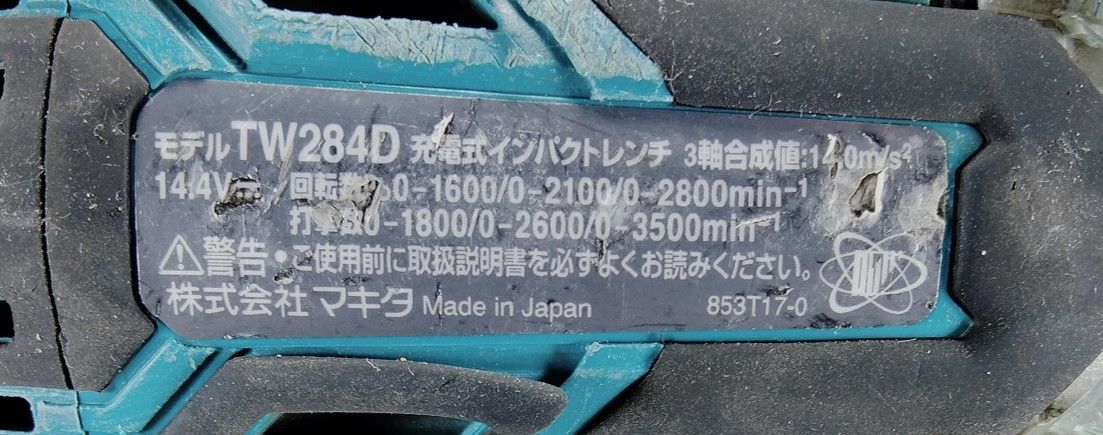 モデル TW284D 充電式インパクトレンチ 3軸合成値:
14.4V 回転数 0-1600/0-2100/0-2800min⁻¹
打撃数 0-1800/0-2600/0-3500min⁻¹
⚠警告・ご使用前に取扱説明書を必ずよくお読みください。
株式会社 マキタ Made in Japan 853T17-0